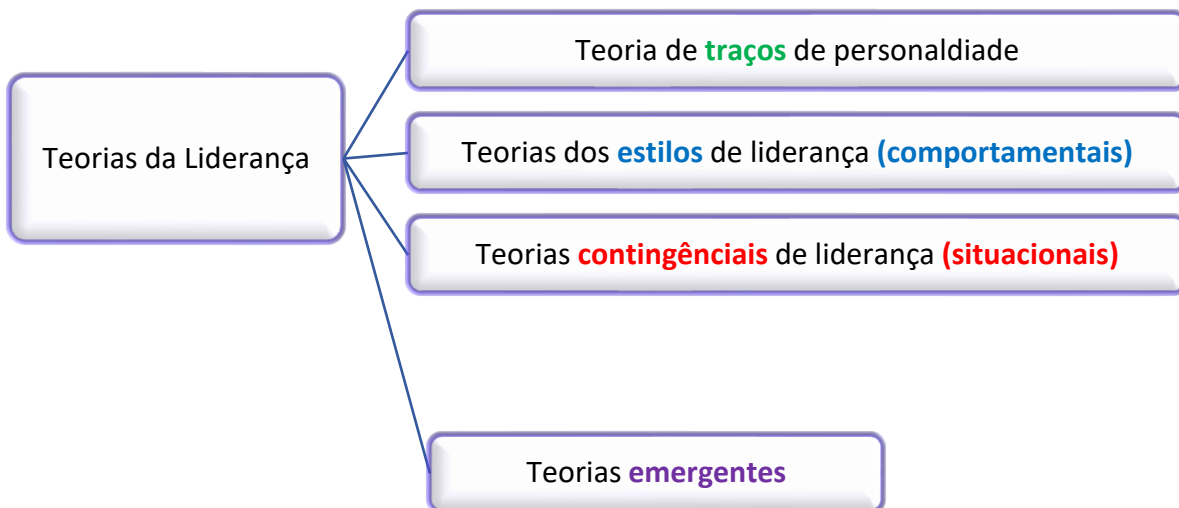 Teorias da Liderança
Teoria de traços de personaldiade
Teorias dos estilos de liderança (comportamentais)
Teorias contingênciais de liderança (situacionais)
Teorias emergentes